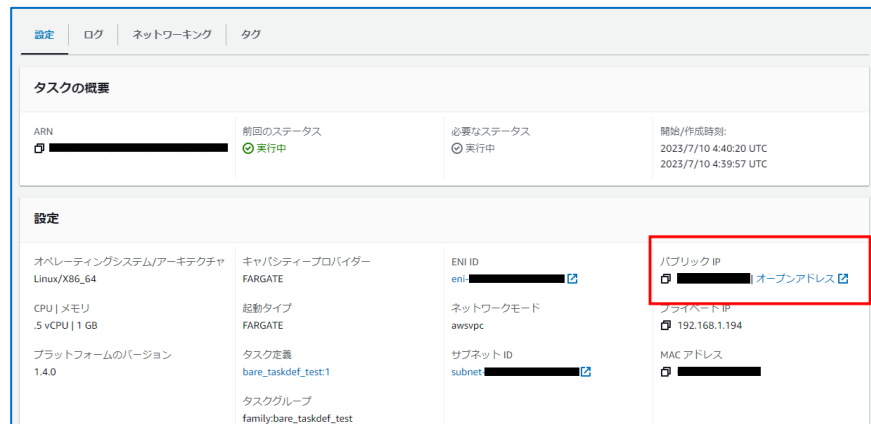 設定 ログ ネットワーキング タグ
タスクの概要
ARN
前回のステータス
実行中
必要なステータス
実行中
開始/作成時刻:
2023/7/10 4:40:20 UTC
2023/7/10 4:39:57 UTC
設定
オペレーティングシステム/アーキテクチャ
Linux/X86_64
CPU | メモリ
.5 vCPU | 1 GB
プラットフォームのバージョン
1.4.0
キャパシティープロバイダー
FARGATE
起動タイプ
FARGATE
タスク定義
bare_taskdef_test:1
タスクグループ
family:bare_taskdef_test
ENI ID
eni-
ネットワークモード
awsvpc
サブネット ID
subnet-
パブリック IP
| オープンアドレス
プライベート IP
192.168.1.194
MAC アドレス